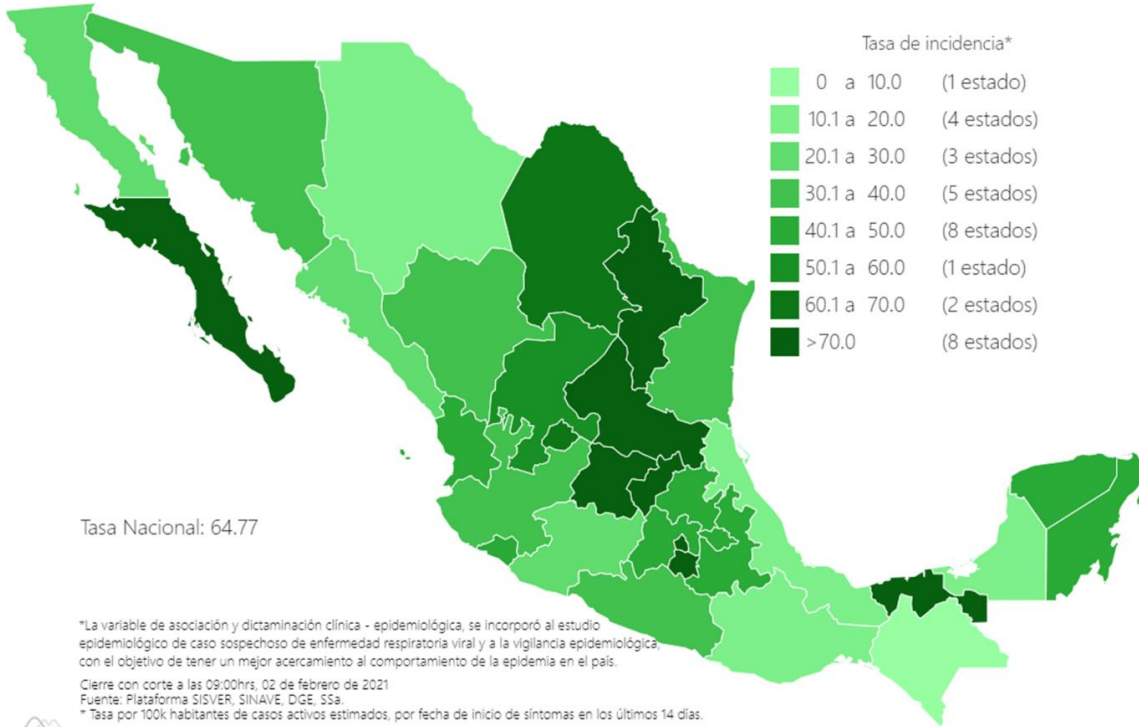 Tasa de incidencia*
0 a 10.0 (1 estado)
10.1 a 20.0 (4 estados)
20.1 a 30.0 (3 estados)
30.1 a 40.0 (5 estados)
40.1 a 50.0 (8 estados)
50.1 a 60.0 (1 estado)
60.1 a 70.0 (2 estados)
>70.0 (8 estados)
Tasa Nacional: 64.77
*La variable de asociación y dictaminación clínica - epidemiológica, se incorporó al estudio
epidemiológico de caso sospechoso de enfermedad respiratoria viral y a la vigilancia epidemiológica,
con el objetivo de tener un mejor acercamiento al comportamiento de la epidemia en el país.
Cierre con corte a las 09:00hrs, 02 de febrero de 2021
Fuente: Plataforma SISVER, SINAVE, DGE, SSa.
* Tasa por 100k habitantes de casos activos estimados, por fecha de inicio de síntomas en los últimos 14 días.